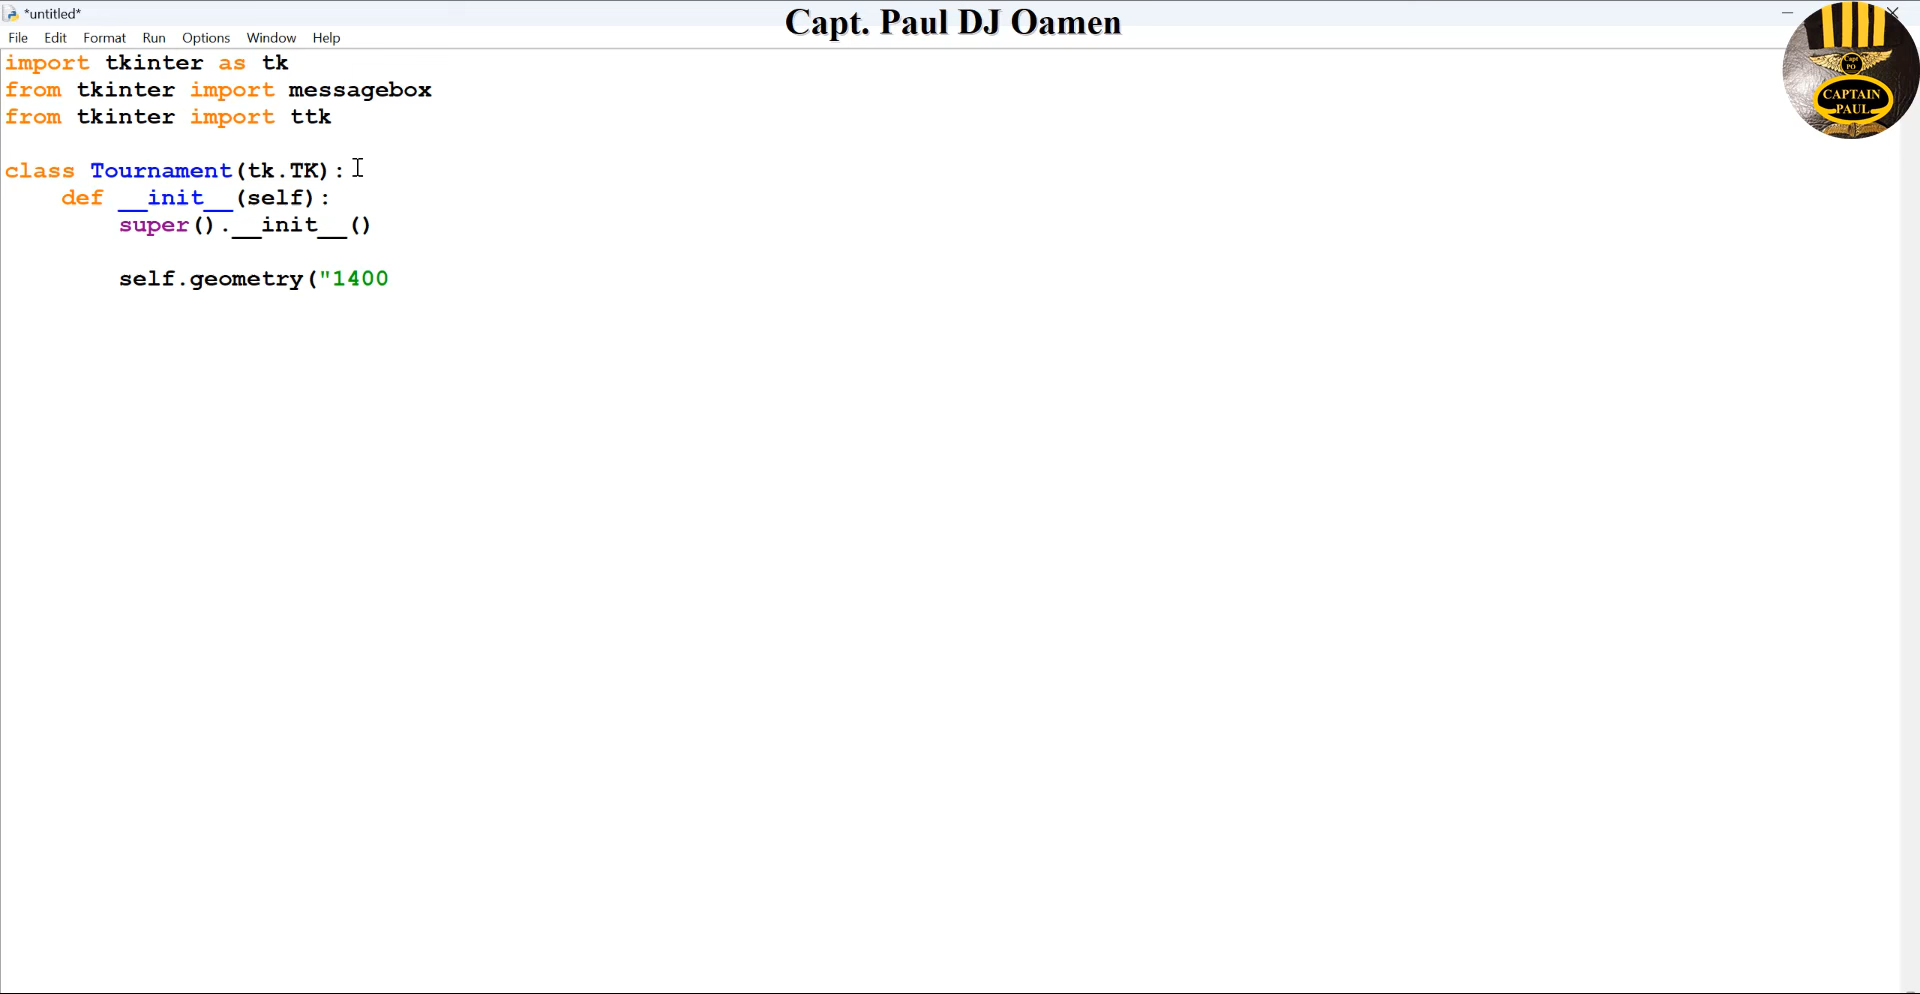 *untitled*
Capt. Paul DJ Oamen
File Edit Format Run Options Window Help
import tkinter as tk
from tkinter import messagebox
from tkinter import ttk
class Tournament(tk.TK):
def __init__(self):
super().__init__()
self.geometry("1400
Capt
PO
CAPTAIN
PAUL